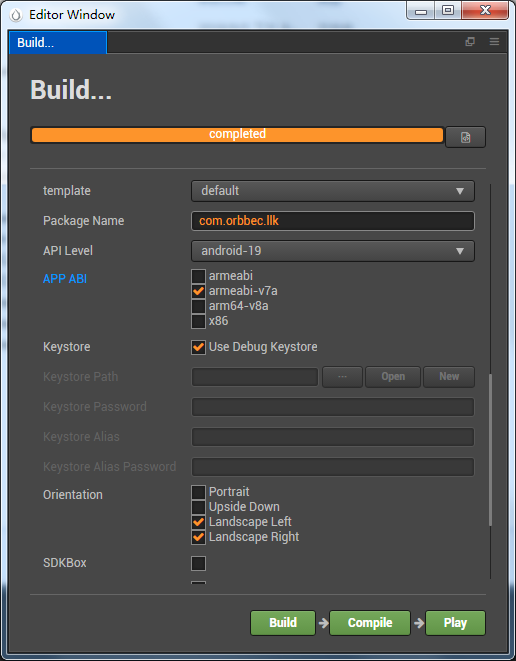 Editor Window
Build...
Build...
completed
template default
Package Name com.orbbec.llk
API Level android-19
APP ABI armeabi
armeabi-v7a
arm64-v8a
x86
Keystore Use Debug Keystore
Keystore Path ... Open New
Keystore Password
Keystore Alias
Keystore Alias Password
Orientation Portrait
Upside Down
Landscape Left
Landscape Right
SDKBox
Build Compile Play